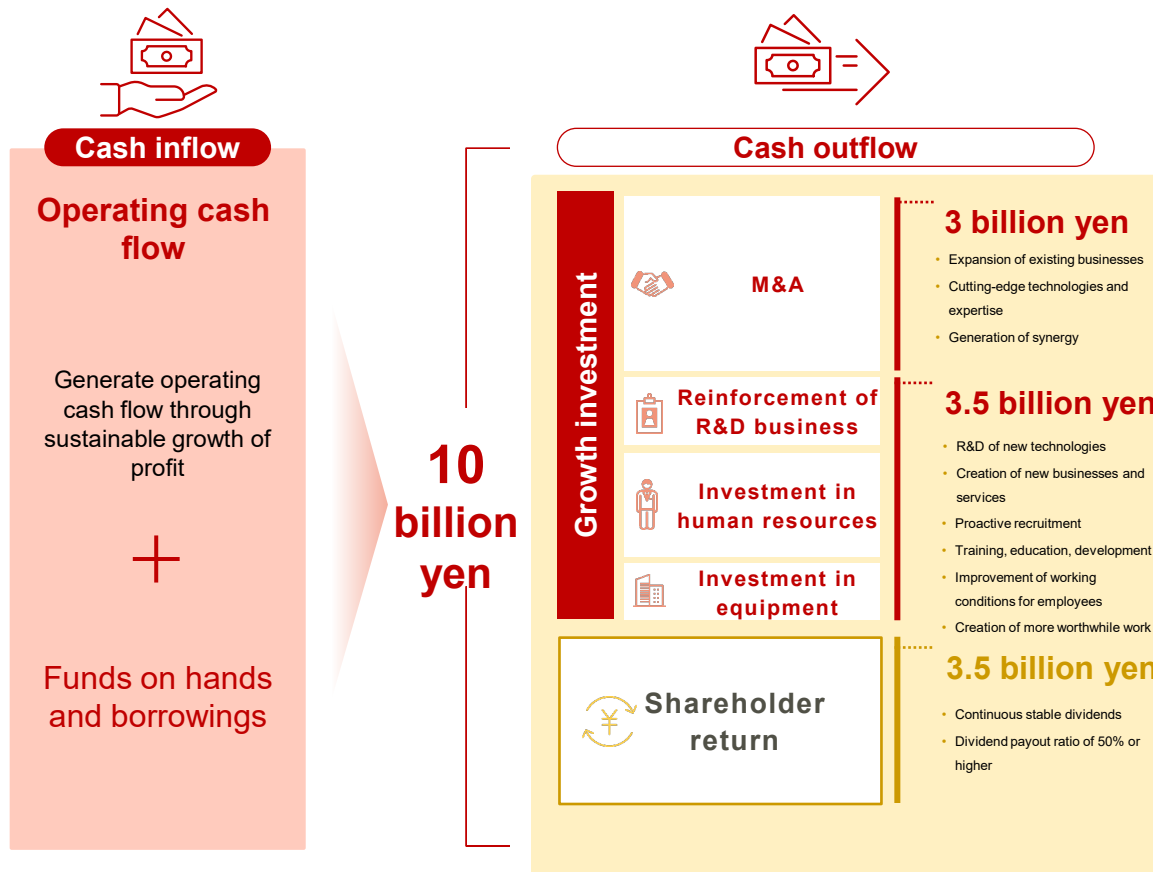 Cash inflow
Operating cash
flow
Generate operating
cash flow through
sustainable growth of
profit
+
Funds on hands
and borrowings
10
billion
yen
Cash outflow
Growth investment
M&A
3 billion yen
• Expansion of existing businesses
• Cutting-edge technologies and
expertise
• Generation of synergy
Reinforcement of
R&D business
Investment in
human resources
Investment in
equipment
3.5 billion yen
• R&D of new technologies
• Creation of new businesses and
services
• Proactive recruitment
• Training, education, development
• Improvement of working
conditions for employees
• Creation of more worthwhile work
¥
Shareholder
return
3.5 billion yen
• Continuous stable dividends
• Dividend payout ratio of 50% or
higher